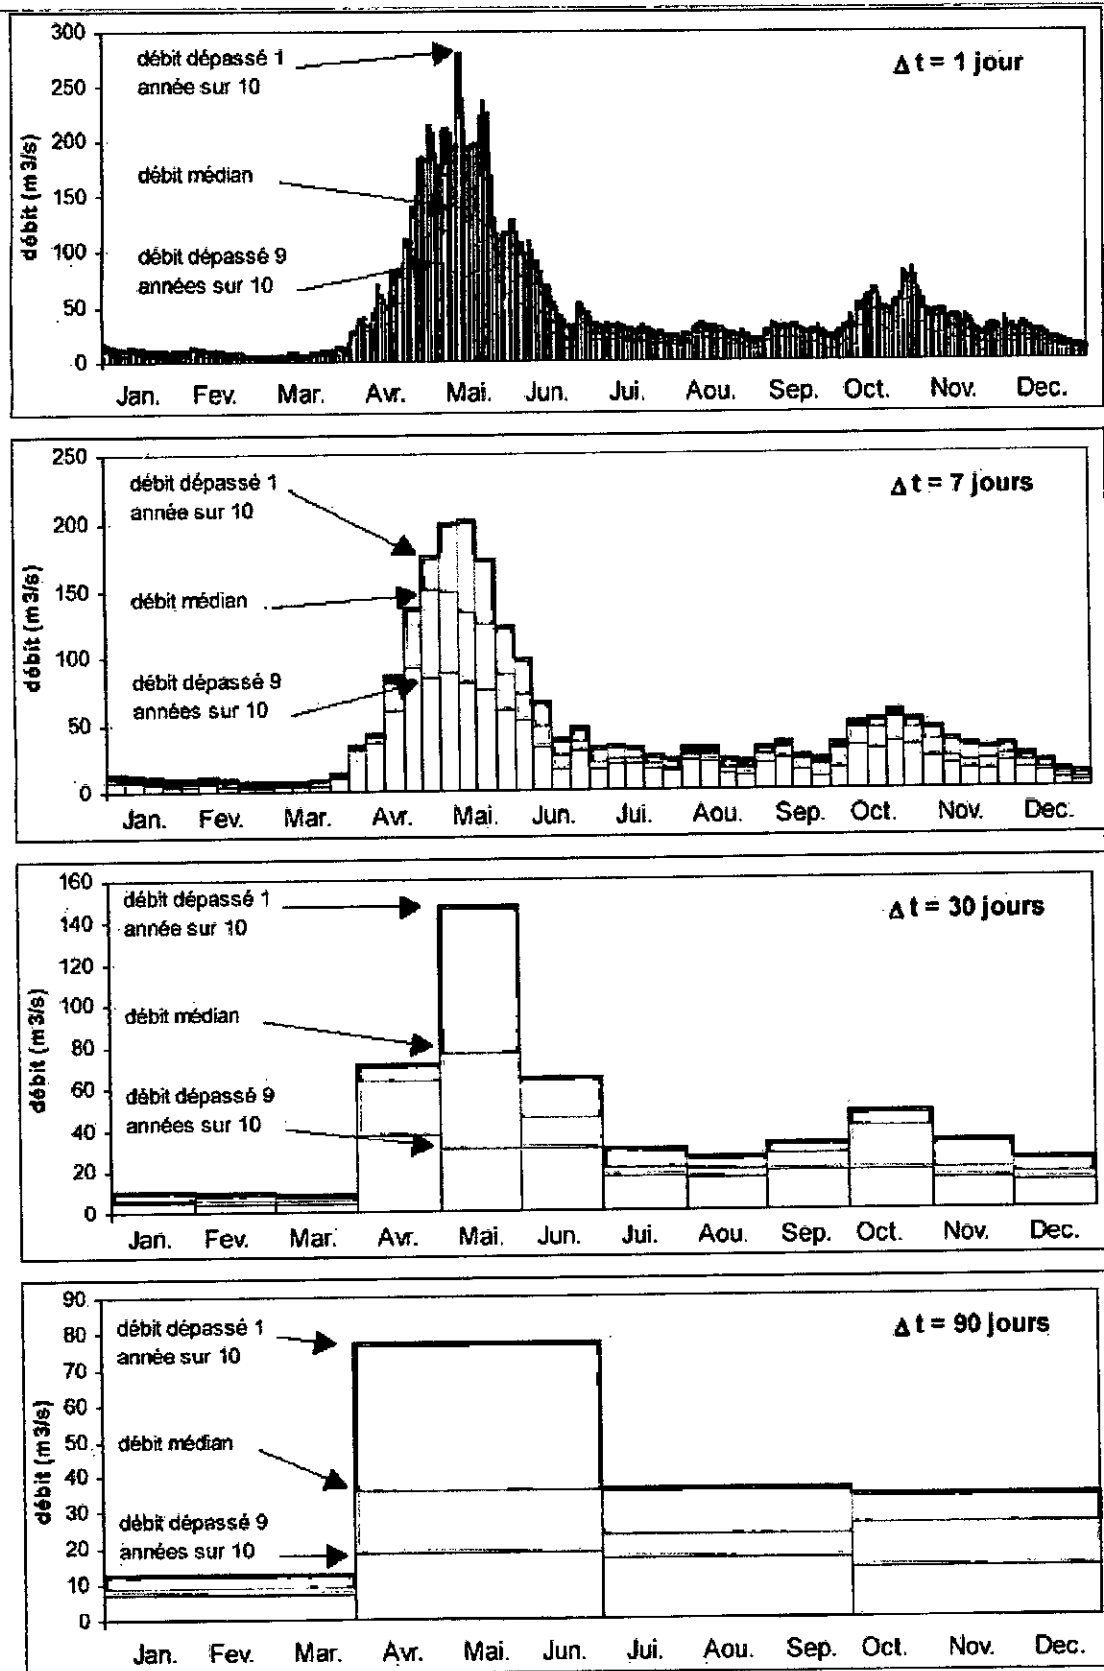 300
250
200
150
100
50
0
débit (m3/s)
débit dépassé 1
année sur 10
débit médian
débit dépassé 9
années sur 10
Δ t = 1 jour
Jan. Fev. Mar. Avr. Mai. Jun. Jui. Aou. Sep. Oct. Nov. Dec.
250
200
150
100
50
0
débit (m3/s)
débit dépassé 1
année sur 10
débit médian
débit dépassé 9
années sur 10
Δ t = 7 jours
Jan. Fev. Mar. Avr. Mai. Jun. Jui. Aou. Sep. Oct. Nov. Dec.
160
140
120
100
80
60
40
20
0
débit (m3/s)
débit dépassé 1
année sur 10
débit médian
débit dépassé 9
années sur 10
Δ t = 30 jours
Jan. Fev. Mar. Avr. Mai. Jun. Jui. Aou. Sep. Oct. Nov. Dec.
90
80
70
60
50
40
30
20
10
0
débit (m3/s)
débit dépassé 1
année sur 10
débit médian
débit dépassé 9
années sur 10
Δ t = 90 jours
Jan. Fev. Mar. Avr. Mai. Jun. Jui. Aou. Sep. Oct. Nov. Dec.